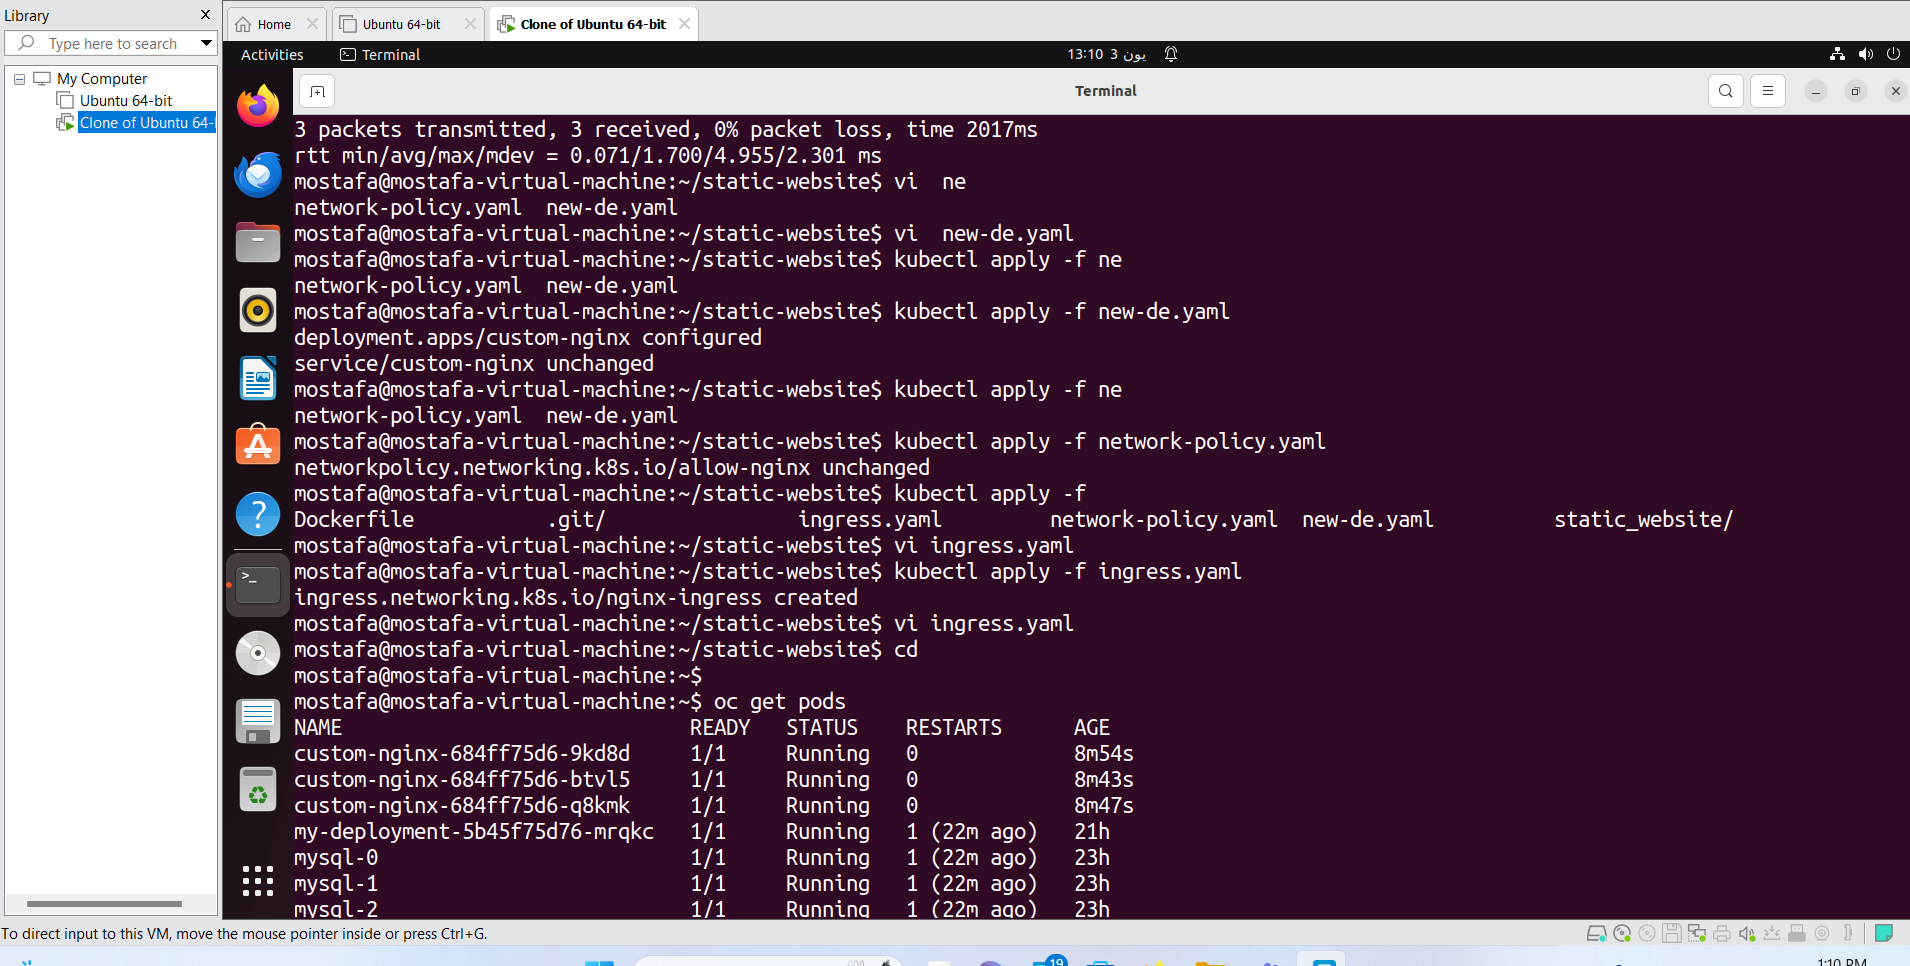 Library
Type here to search
My Computer
Ubuntu 64-bit
Clone of Ubuntu 64-
Home
Ubuntu 64-bit
Clone of Ubuntu 64-bit
Activities
Terminal
13:10 3 يون
Terminal
3 packets transmitted, 3 received, 0% packet loss, time 2017ms
rtt min/avg/max/mdev = 0.071/1.700/4.955/2.301 ms
mostafa@mostafa-virtual-machine:~/static-website$ vi  ne
network-policy.yaml  new-de.yaml
mostafa@mostafa-virtual-machine:~/static-website$ vi  new-de.yaml
mostafa@mostafa-virtual-machine:~/static-website$ kubectl apply -f ne
network-policy.yaml  new-de.yaml
mostafa@mostafa-virtual-machine:~/static-website$ kubectl apply -f new-de.yaml
deployment.apps/custom-nginx configured
service/custom-nginx unchanged
mostafa@mostafa-virtual-machine:~/static-website$ kubectl apply -f ne
network-policy.yaml  new-de.yaml
mostafa@mostafa-virtual-machine:~/static-website$ kubectl apply -f network-policy.yaml
networkpolicy.networking.k8s.io/allow-nginx unchanged
mostafa@mostafa-virtual-machine:~/static-website$ kubectl apply -f
Dockerfile           .git/                ingress.yaml         network-policy.yaml  new-de.yaml          static_website/
mostafa@mostafa-virtual-machine:~/static-website$ vi ingress.yaml
mostafa@mostafa-virtual-machine:~/static-website$ kubectl apply -f ingress.yaml
ingress.networking.k8s.io/nginx-ingress created
mostafa@mostafa-virtual-machine:~/static-website$ vi ingress.yaml
mostafa@mostafa-virtual-machine:~/static-website$ cd
mostafa@mostafa-virtual-machine:~$
mostafa@mostafa-virtual-machine:~$ oc get pods
NAME                             READY   STATUS    RESTARTS      AGE
custom-nginx-684ff75d6-9kd8d     1/1     Running   0             8m54s
custom-nginx-684ff75d6-btvl5     1/1     Running   0             8m43s
custom-nginx-684ff75d6-q8kmk     1/1     Running   0             8m47s
my-deployment-5b45f75d76-mrqkc   1/1     Running   1 (22m ago)   21h
mysql-0                          1/1     Running   1 (22m ago)   23h
mysql-1                          1/1     Running   1 (22m ago)   23h
mysql-2                          1/1     Running   1 (22m ago)   23h
To direct input to this VM, move the mouse pointer inside or press Ctrl+G.
19
1:10 PM